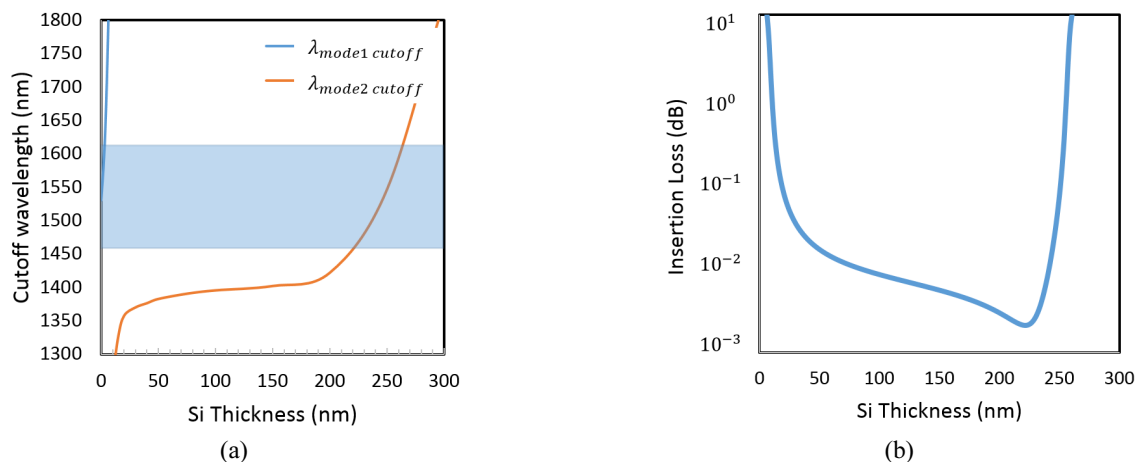 1800
1750
1700
1650
1600
1550
1500
1450
1400
1350
1300
Cutoff wavelength (nm)
λmode1 cutoff
λmode2 cutoff
0 50 100 150 200 250 300
Si Thickness (nm)
(a)
10¹
10⁰
10⁻¹
10⁻²
10⁻³
Insertion Loss (dB)
0 50 100 150 200 250 300
Si Thickness (nm)
(b)